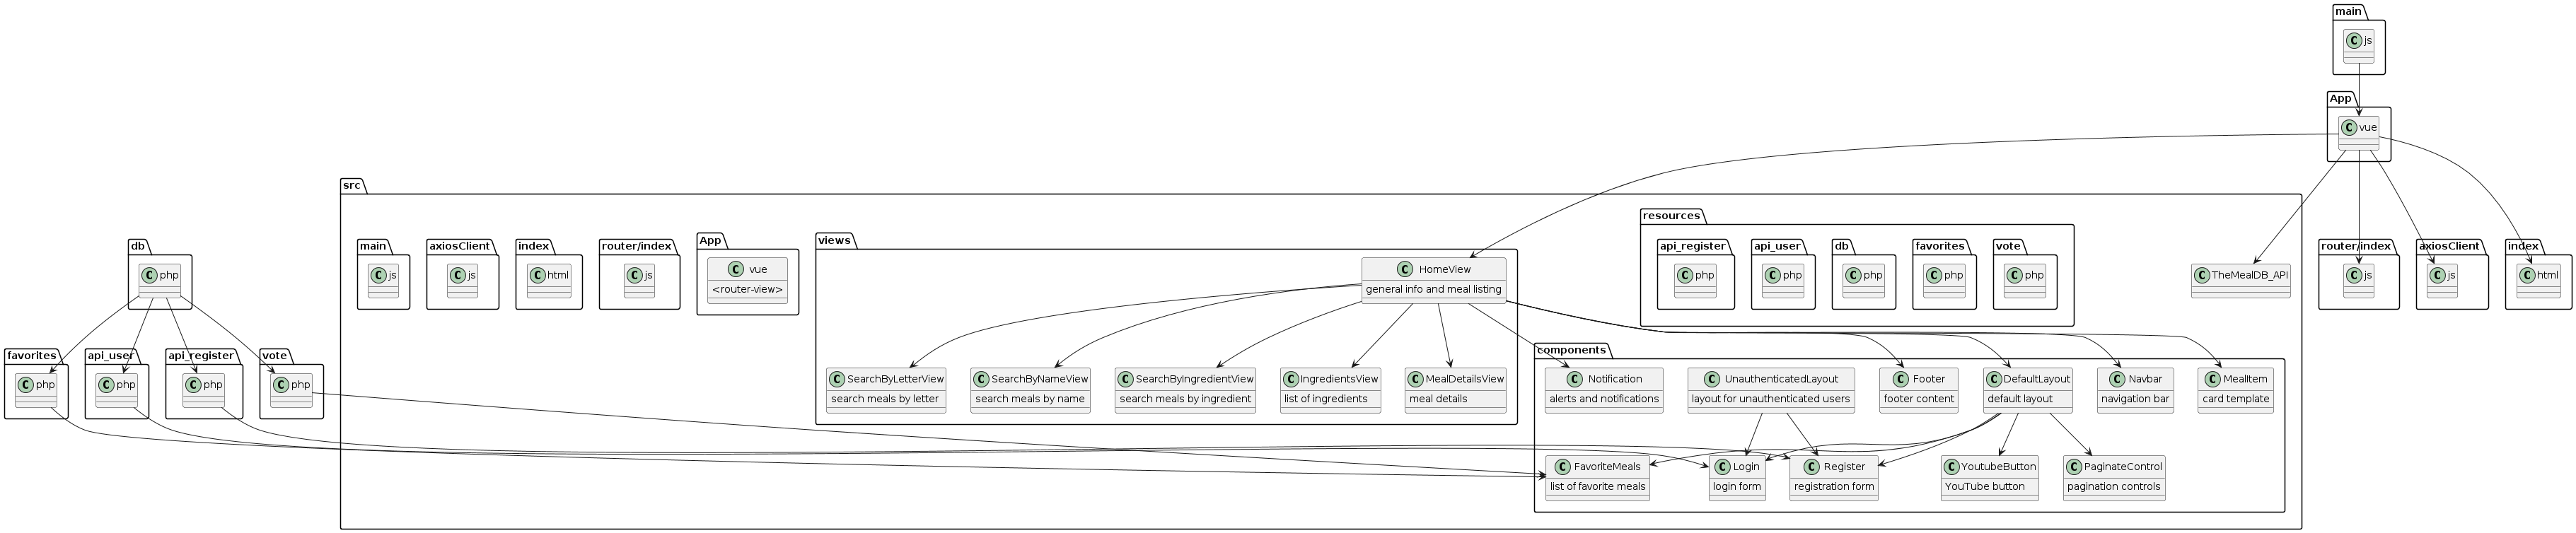 main
C js
App
C vue
src
resources
db
views
App
router/index
index
axiosClient
main
api_register
api_user
db
favorites
vote
router/index
axiosClient
index
C php
C js
C js
C html
C js
C vue
<router-view>
C HomeView
general info and meal listing
C php
C php
C php
C php
C php
C TheMealDB_API
C js
C js
C html
favorites
api_user
api_register
vote
components
C php
C php
C php
C php
C SearchByLetterView
search meals by letter
C SearchByNameView
search meals by name
C SearchByIngredientView
search meals by ingredient
C IngredientsView
list of ingredients
C MealDetailsView
meal details
C Notification
alerts and notifications
C UnauthenticatedLayout
layout for unauthenticated users
C Footer
footer content
C DefaultLayout
default layout
C Navbar
navigation bar
C MealItem
card template
C FavoriteMeals
list of favorite meals
C Login
login form
C Register
registration form
C YoutubeButton
YouTube button
C PaginateControl
pagination controls